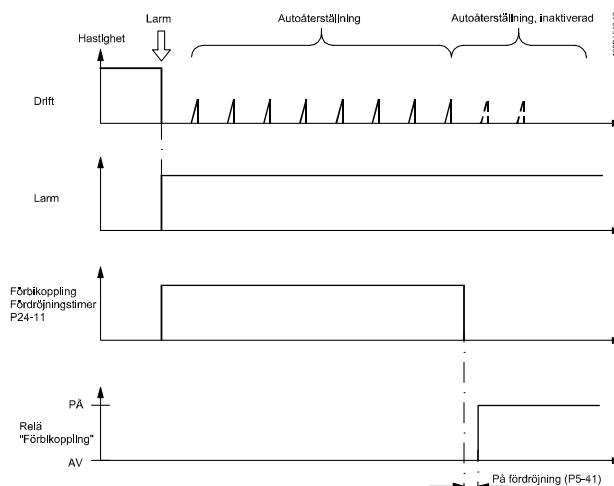 Larm
Autoåterställning
Autoåterställning, inaktiverad
Hastighet
Drift
Larm
Förbikoppling
Fördröjningstimer
P24-11
PÅ
Relä
"Förbikoppling"
AV
På fördröjning (P5-41)